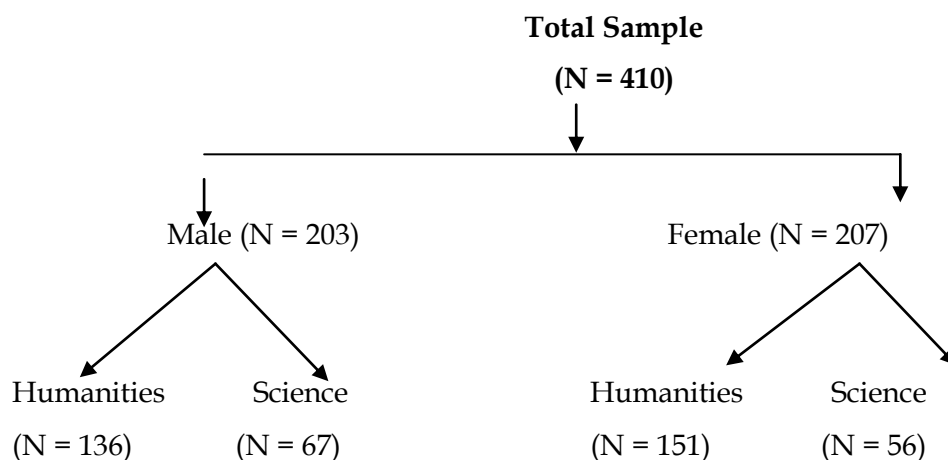 Total Sample
(N = 410)
Male (N = 203) Female (N = 207)
Humanities Science Humanities Science
(N = 136) (N = 67) (N = 151) (N = 56)